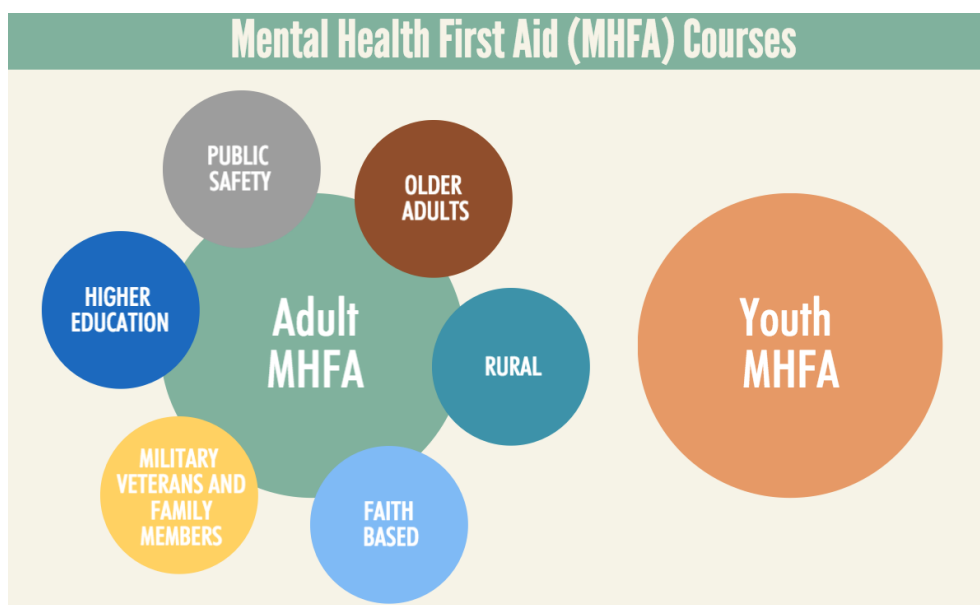 Mental Health First Aid (MHFA) Courses
PUBLIC
SAFETY
OLDER
ADULTS
HIGHER
EDUCATION
Adult
MHFA
RURAL
MILITARY
VETERANS AND
FAMILY
MEMBERS
FAITH
BASED
Youth
MHFA